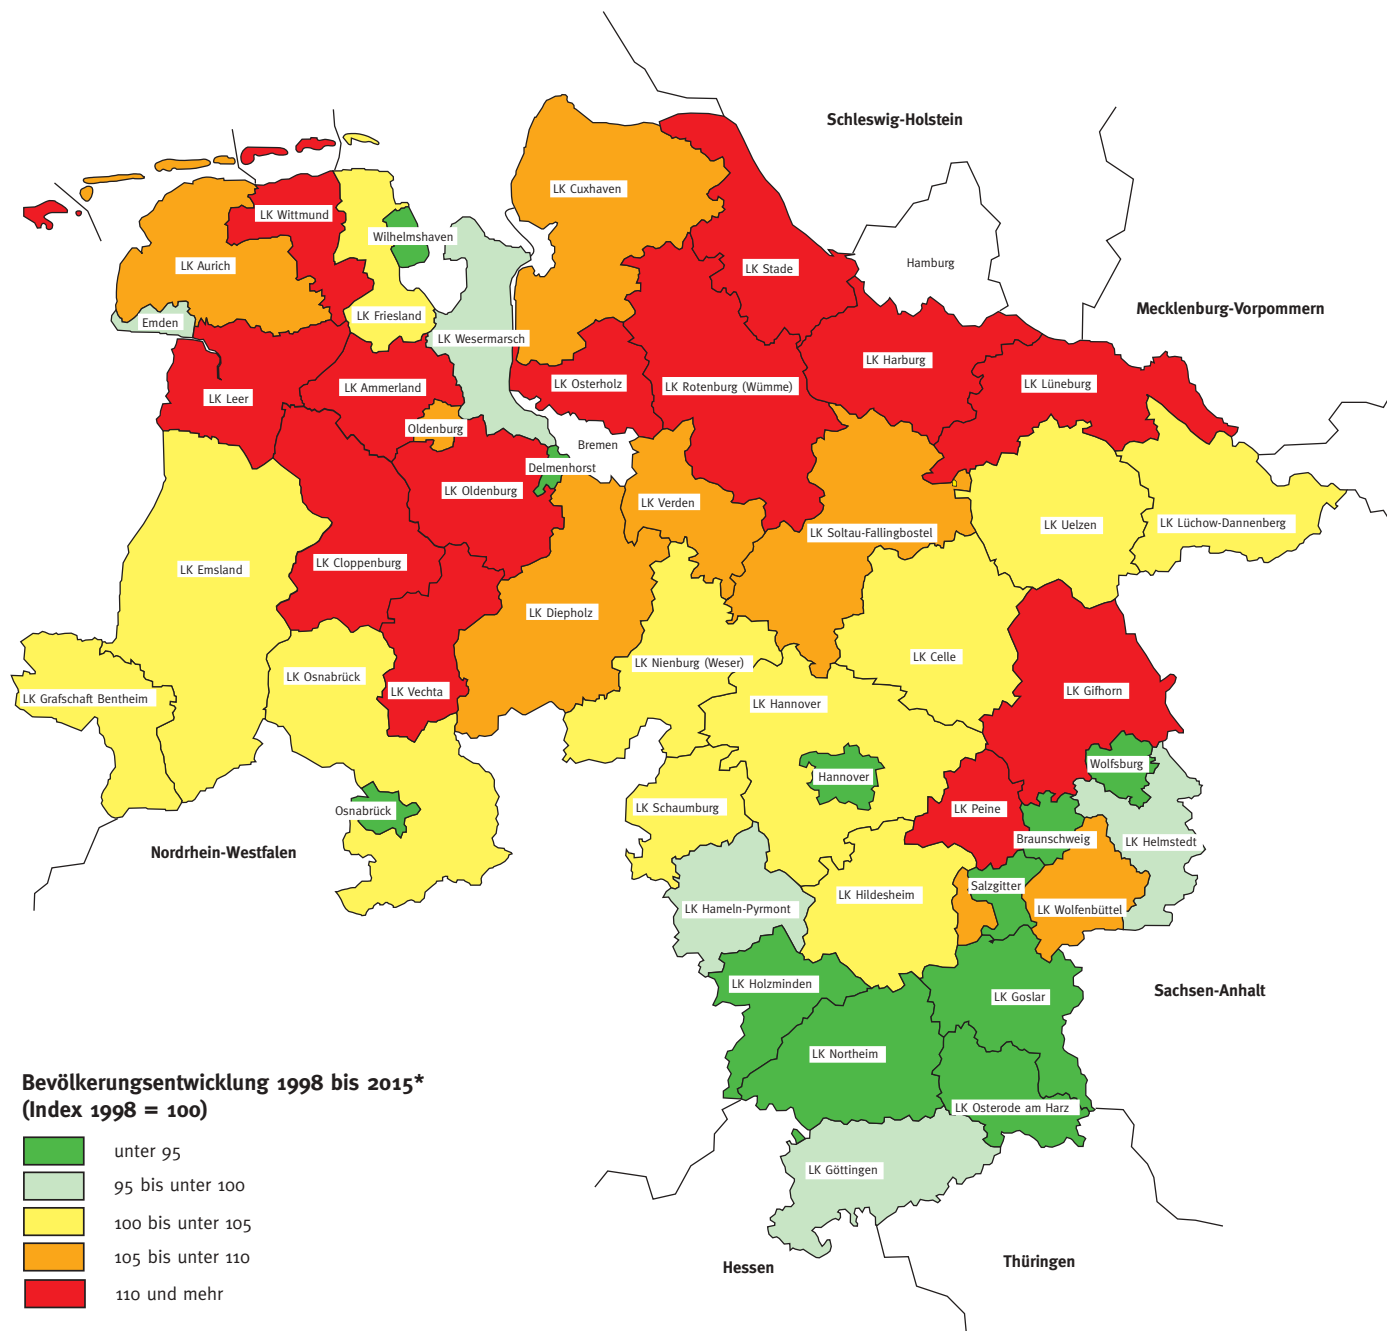 Schleswig-Holstein
LK Cuxhaven
LK Wittmund
Wilhelmshaven
LK Aurich
LK Stade
Hamburg
Mecklenburg-Vorpommern
LK Friesland
Emden
LK Wesermarsch
LK Harburg
LK Osterholz
LK Rotenburg (Wümme)
LK Lüneburg
LK Ammerland
LK Leer
Oldenburg
Bremen
Delmenhorst
LK Oldenburg
LK Verden
LK Soltau-Fallingbostel
LK Uelzen
LK Lüchow-Dannenberg
LK Emsland
LK Cloppenburg
LK Diepholz
LK Nienburg (Weser)
LK Celle
LK Osnabrück
LK Vechta
LK Gifhorn
LK Grafschaft Bentheim
LK Hannover
Wolfsburg
Hannover
LK Schaumburg
LK Peine
Osnabrück
Braunschweig
LK Helmstedt
Nordrhein-Westfalen
Salzgitter
LK Hildesheim
LK Hameln-Pyrmont
LK Wolfenbüttel
LK Holzminden
LK Goslar
Sachsen-Anhalt
LK Northeim
LK Osterode am Harz
LK Göttingen
Hessen
Thüringen
Bevölkerungsentwicklung 1998 bis 2015*
(Index 1998 = 100)
unter 95
95 bis unter 100
100 bis unter 105
105 bis unter 110
110 und mehr